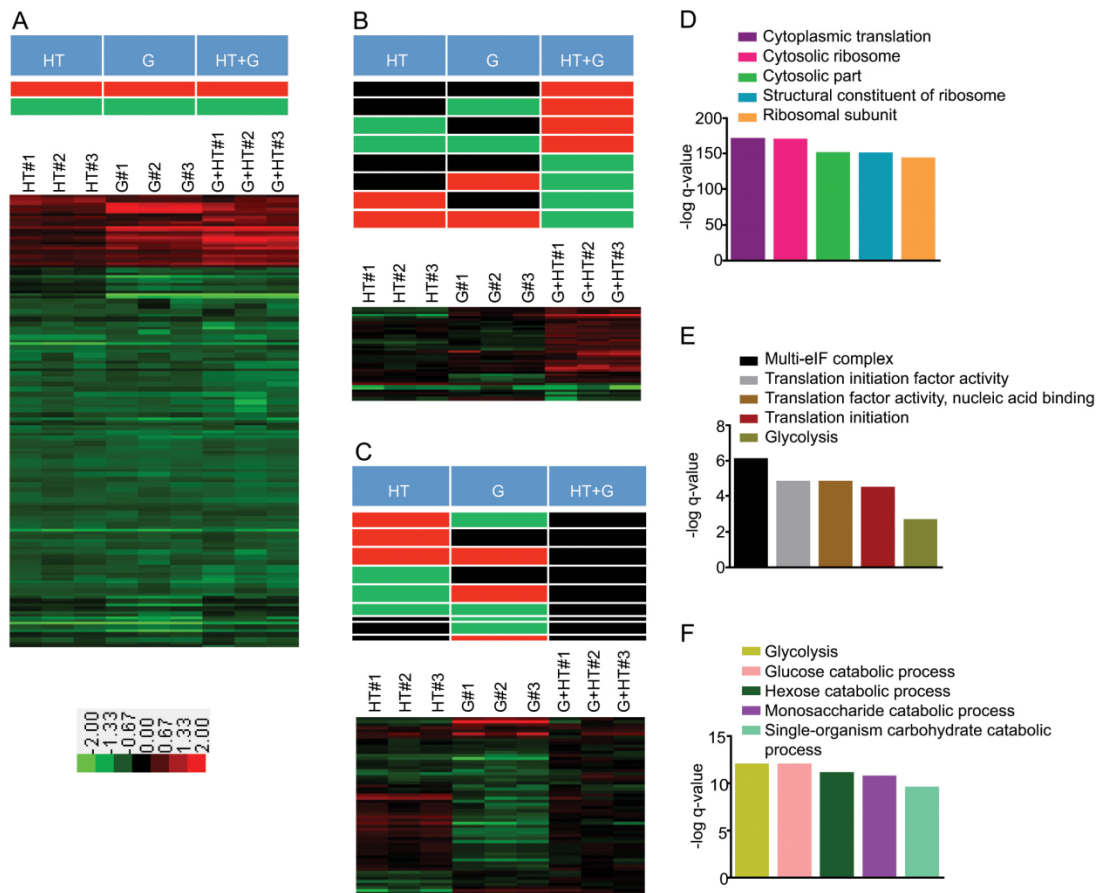 A
HT G HT+G
HT#1 HT#2 HT#3 G#1 G#2 G#3 G+HT#1 G+HT#2 G+HT#3
-2.00 -1.33 -0.67 0.00 0.67 1.33 2.00
B
HT G HT+G
HT#1 HT#2 HT#3 G#1 G#2 G#3 G+HT#1 G+HT#2 G+HT#3
C
HT G HT+G
HT#1 HT#2 HT#3 G#1 G#2 G#3 G+HT#1 G+HT#2 G+HT#3
D
Cytoplasmic translation
Cytosolic ribosome
Cytosolic part
Structural constituent of ribosome
Ribosomal subunit
-log q-value
200
150
100
50
0
E
Multi-eIF complex
Translation initiation factor activity
Translation factor activity, nucleic acid binding
Translation initiation
Glycolysis
-log q-value
8
6
4
2
0
F
Glycolysis
Glucose catabolic process
Hexose catabolic process
Monosaccharide catabolic process
Single-organism carbohydrate catabolic
process
-log q-value
15
10
5
0